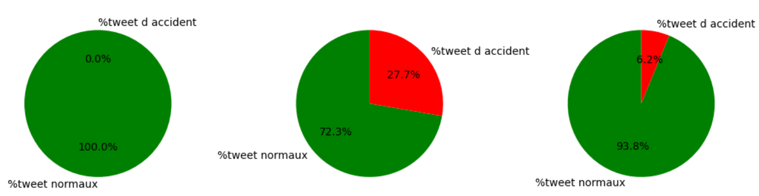 %tweet d accident
0.0%
100.0%
%tweet normaux
%tweet d accident
27.7%
72.3%
%tweet normaux
%tweet d accident
6.2%
93.8%
%tweet normaux